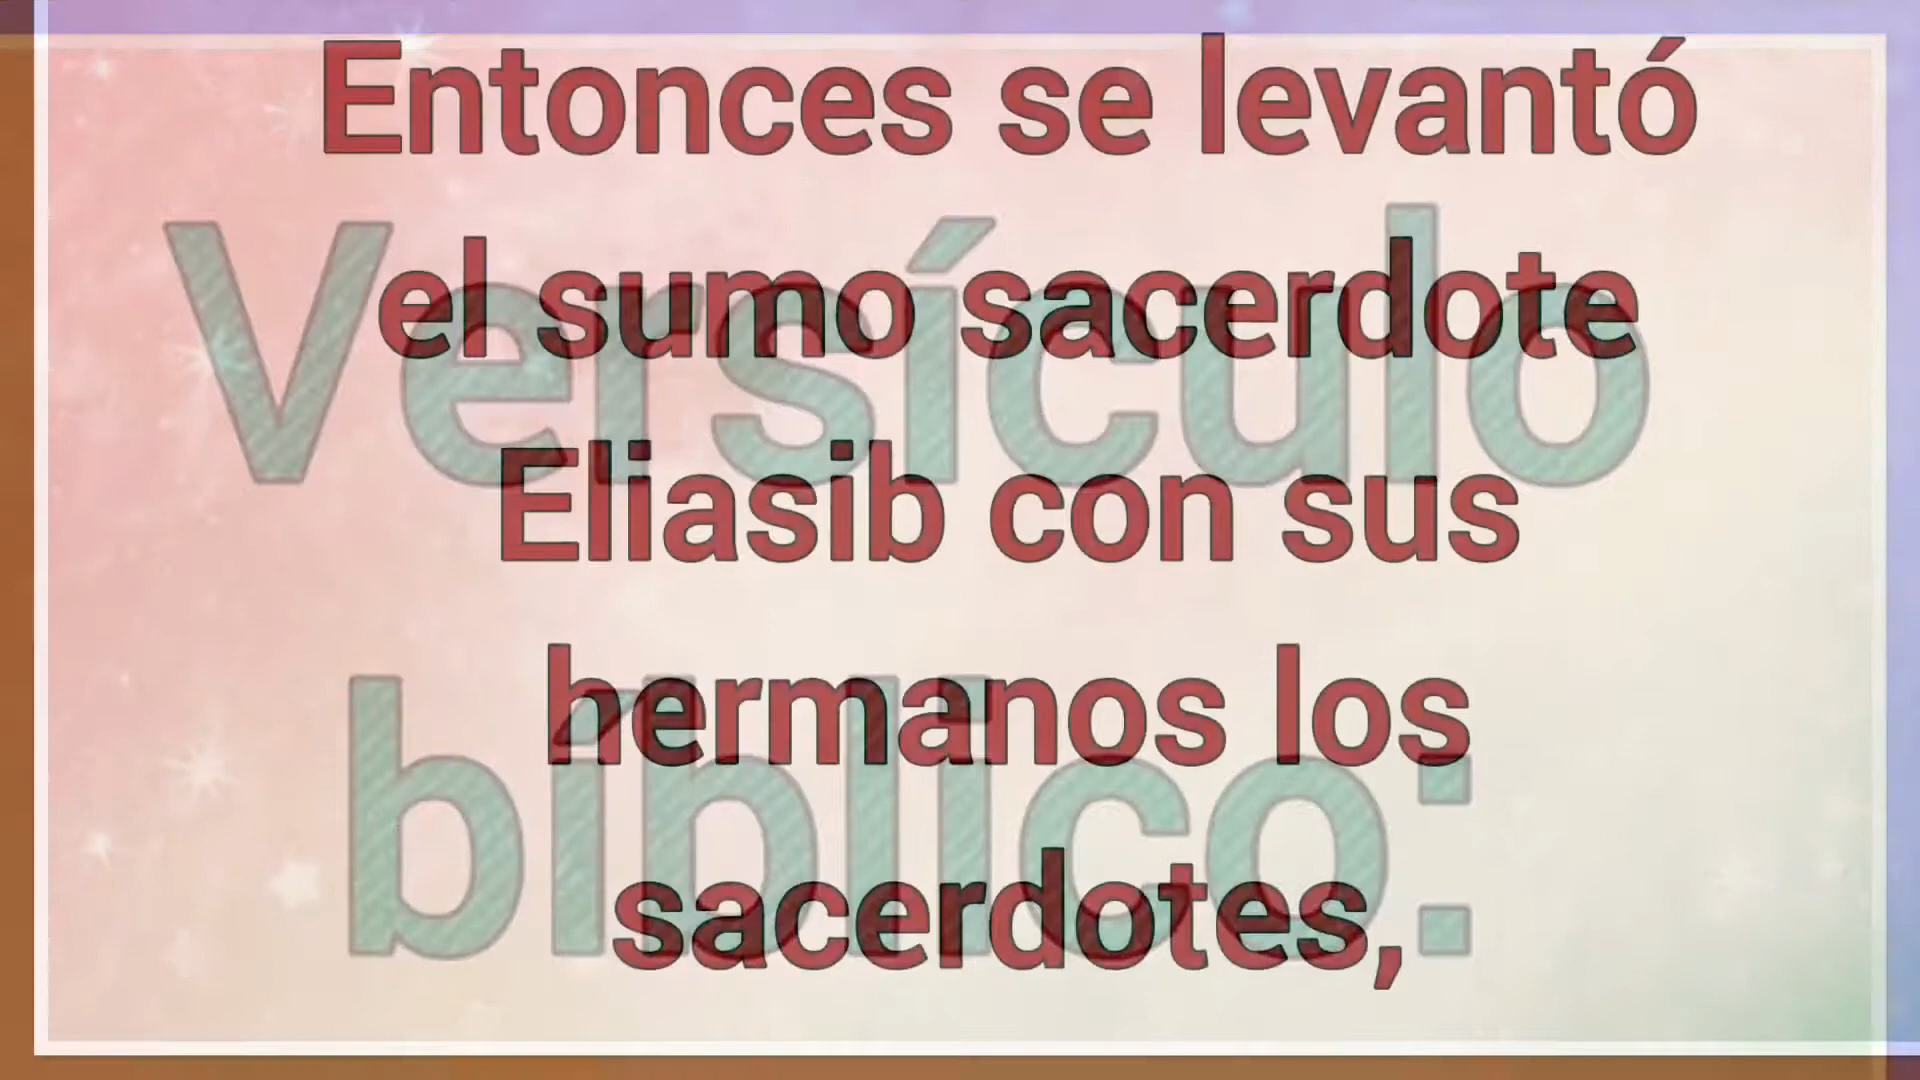 Entonces se levantó
el sumo sacerdote
Eliasib con sus
hermanos los
sacerdotes,
Versículo
bíblico: